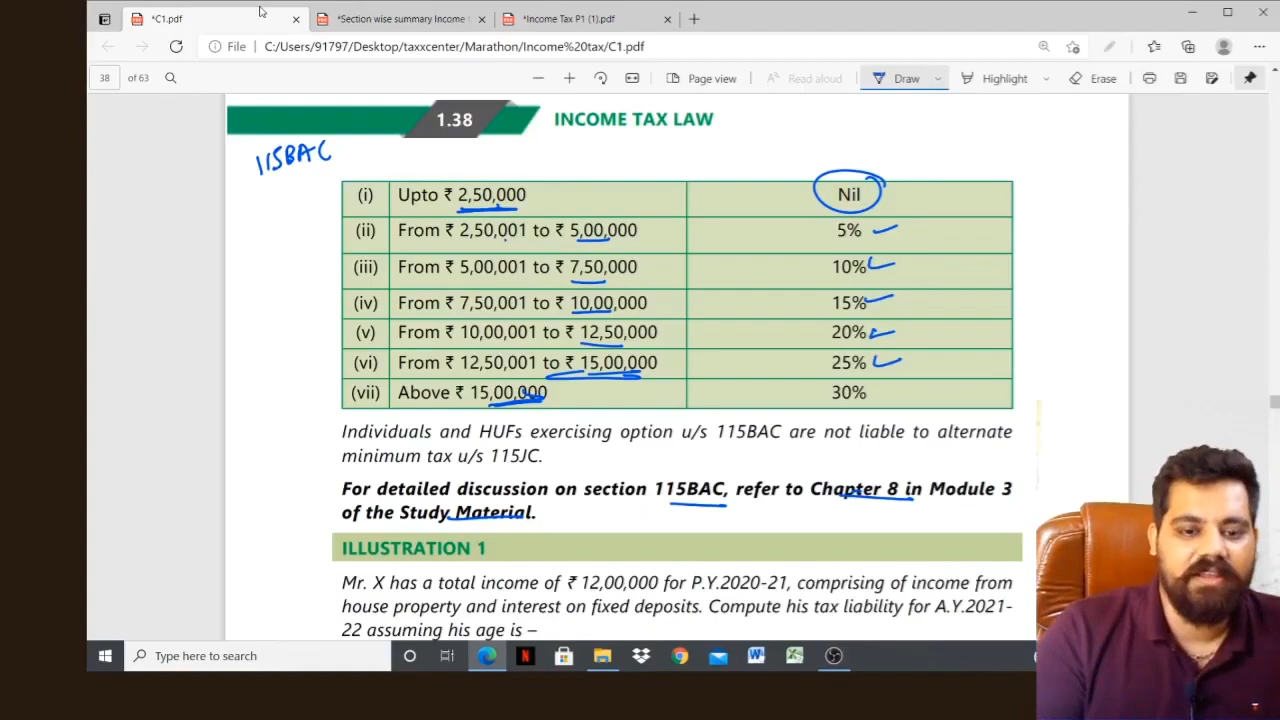 *C1.pdf
*Section wise summary Income
*Income Tax P1 (1).pdf
File
C:/Users/91797/Desktop/taxxcenter/Marathon/Income%20tax/C1.pdf
38 of 63
Page view
Read aloud
Draw
Highlight
Erase
1.38 INCOME TAX LAW
115BAC
(i) Upto ₹ 2,50,000 Nil
(ii) From ₹ 2,50,001 to ₹ 5,00,000 5%
(iii) From ₹ 5,00,001 to ₹ 7,50,000 10%
(iv) From ₹ 7,50,001 to ₹ 10,00,000 15%
(v) From ₹ 10,00,001 to ₹ 12,50,000 20%
(vi) From ₹ 12,50,001 to ₹ 15,00,000 25%
(vii) Above ₹ 15,00,000 30%
Individuals and HUFs exercising option u/s 115BAC are not liable to alternate
minimum tax u/s 115JC.
For detailed discussion on section 115BAC, refer to Chapter 8 in Module 3
of the Study Material.
ILLUSTRATION 1
Mr. X has a total income of ₹ 12,00,000 for P.Y.2020-21, comprising of income from
house property and interest on fixed deposits. Compute his tax liability for A.Y.2021-
22 assuming his age is –
Type here to search